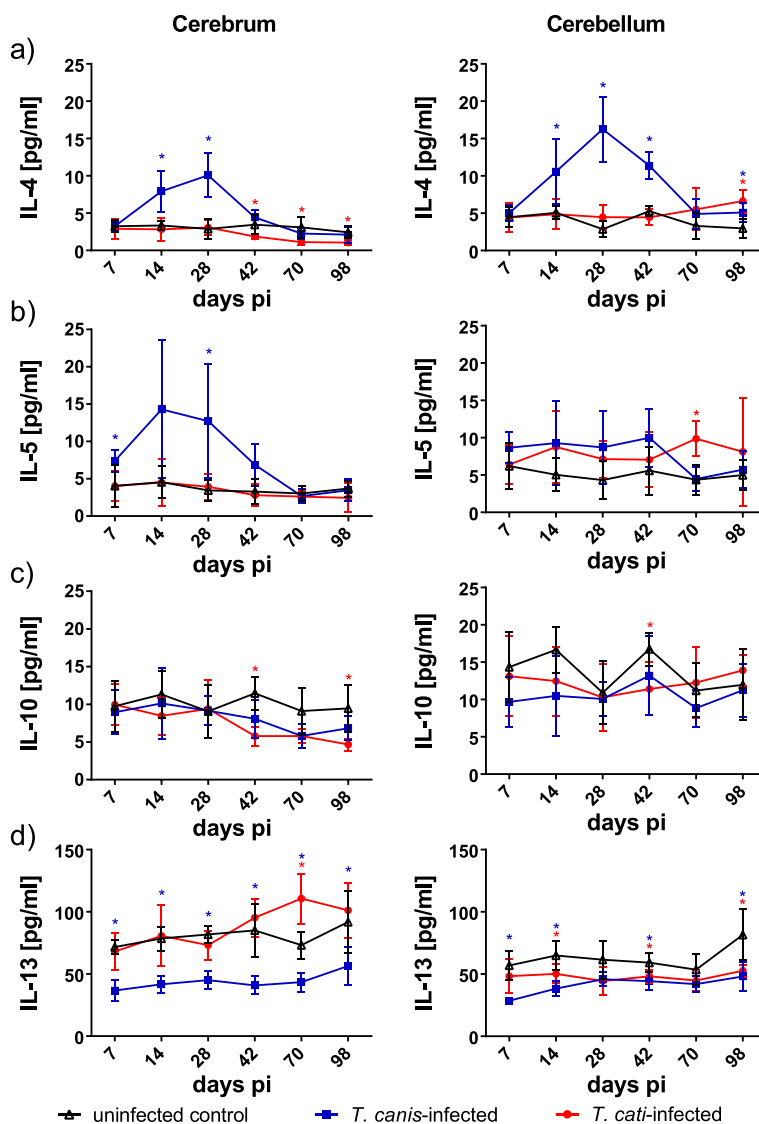 Cerebrum Cerebellum
a)
25 25
20 20
15 15
10 10
5 5
0 0
IL-4 [pg/ml] IL-4 [pg/ml]
* * * * *
* * * * *
7 14 28 42 70 98 7 14 28 42 70 98
days pi days pi
b)
25 25
20 20
15 15
10 10
5 5
0 0
IL-5 [pg/ml] IL-5 [pg/ml]
* * *
7 14 28 42 70 98 7 14 28 42 70 98
days pi days pi
c)
25 25
20 20
15 15
10 10
5 5
0 0
IL-10 [pg/ml] IL-10 [pg/ml]
* * *
7 14 28 42 70 98 7 14 28 42 70 98
days pi days pi
d)
150 150
100 100
50 50
0 0
IL-13 [pg/ml] IL-13 [pg/ml]
* * * * * * *
* * * * * * *
7 14 28 42 70 98 7 14 28 42 70 98
days pi days pi
uninfected control T. canis-infected T. cati-infected